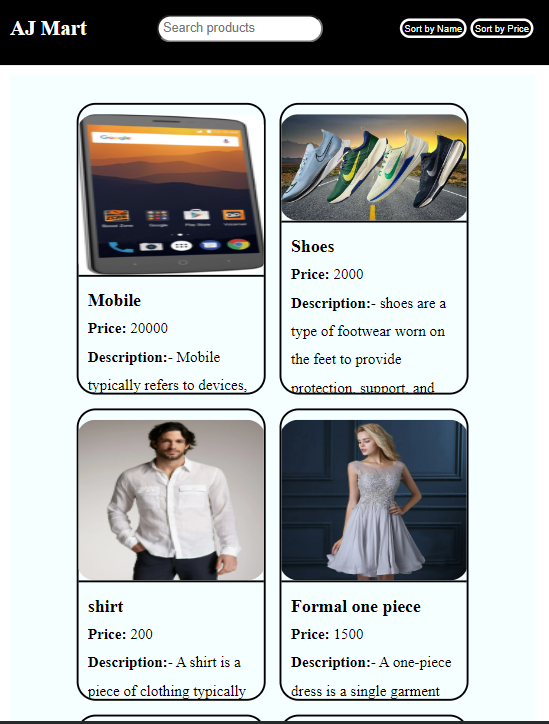 AJ Mart
Search products
Sort by Name
Sort by Price
Google
Mobile
Price: 20000
Description:- Mobile
typically refers to devices,
Shoes
Price: 2000
Description:- shoes are a
type of footwear worn on
the feet to provide
protection, support, and
shirt
Price: 200
Description:- A shirt is a
piece of clothing typically
Formal one piece
Price: 1500
Description:- A one-piece
dress is a single garment